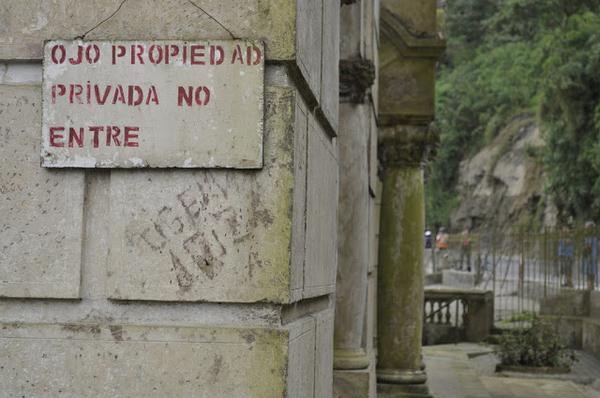 OJO PROPIEDAD
PRIVADA NO
ENTRE